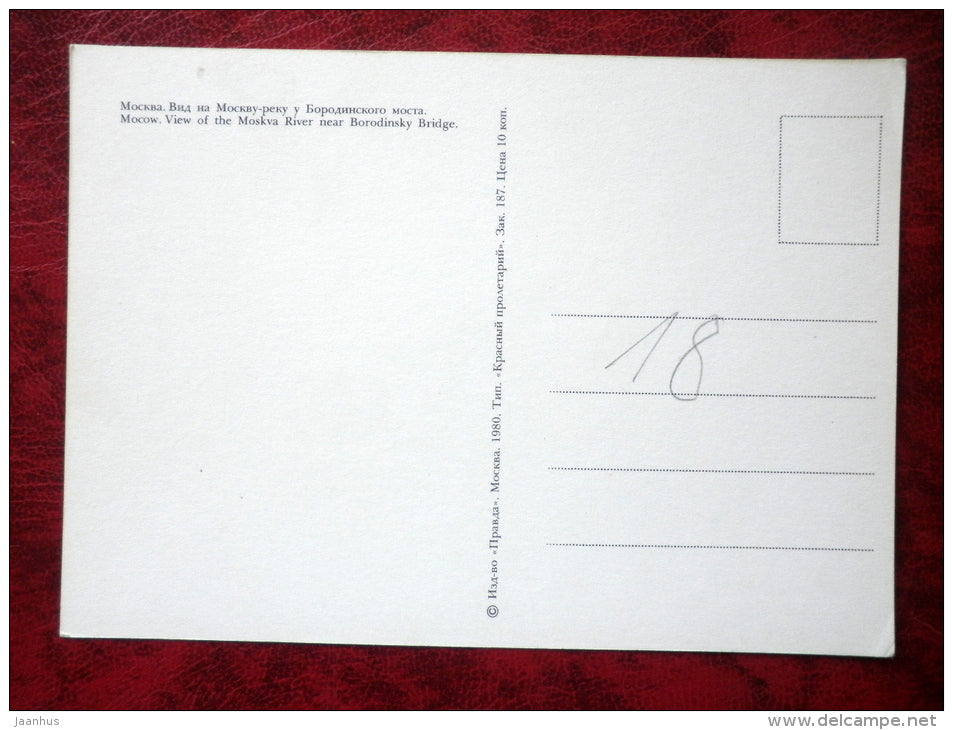 Москва. Вид на Москву-реку у Бородинского моста.
Mocow. View of the Moskva River near Borodinsky Bridge.
© Изд-во «Правда». Москва. 1980. Тип. «Красный пролетарий». Зак. 187. Цена 10 коп.
18
jaanhus
www.delcampe.net